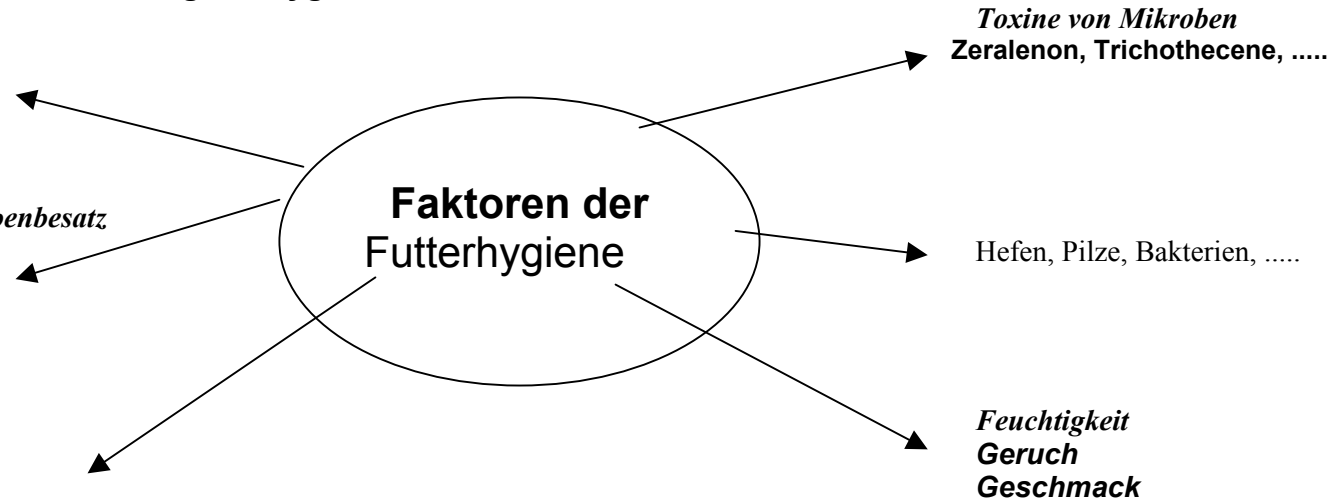 Toxine von Mikroben
Zeralenon, Trichothecene, .....
Faktoren der
Futterhygiene
Hefen, Pilze, Bakterien, .....
Feuchtigkeit
Geruch
Geschmack